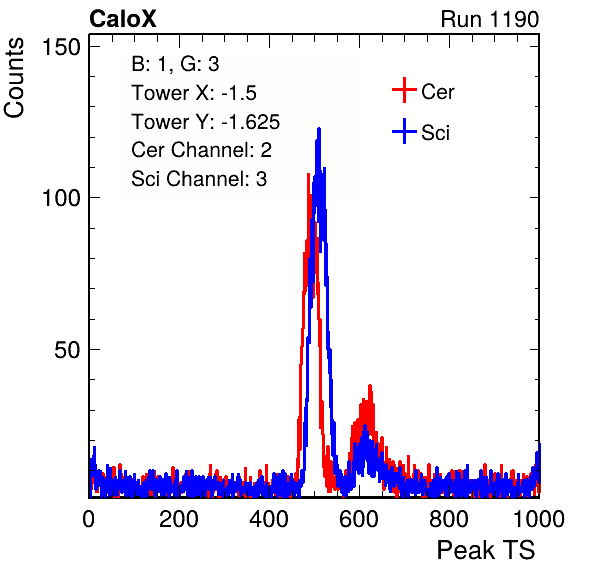 CaloX Run 1190
Counts
150
100
50
B: 1, G: 3
Tower X: -1.5
Tower Y: -1.625
Cer Channel: 2
Sci Channel: 3
Cer
Sci
0 200 400 600 800 1000
Peak TS